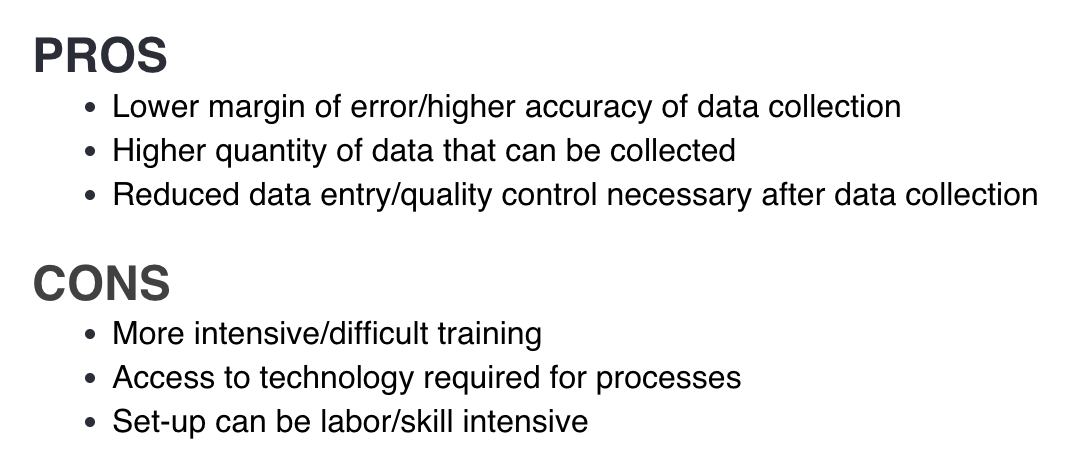 PROS
• Lower margin of error/higher accuracy of data collection
• Higher quantity of data that can be collected
• Reduced data entry/quality control necessary after data collection
CONS
• More intensive/difficult training
• Access to technology required for processes
• Set-up can be labor/skill intensive